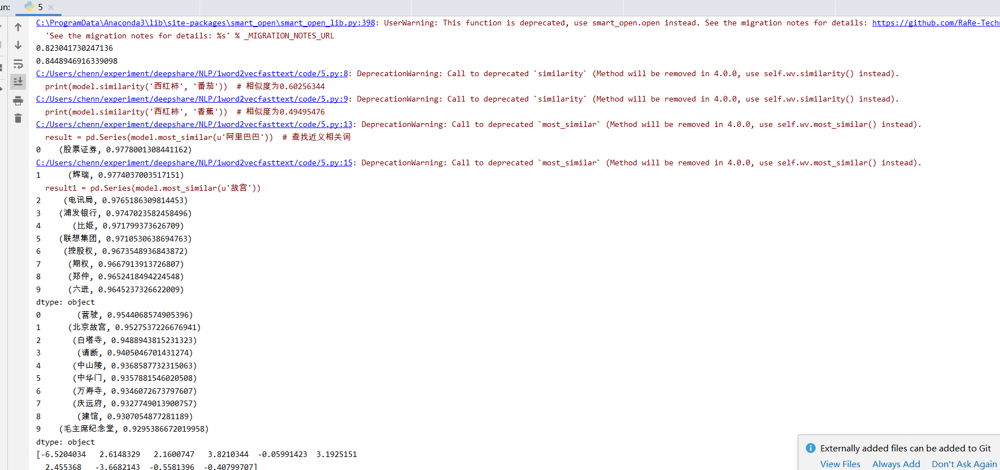 un:
5
C:\ProgramData\Anaconda3\lib\site-packages\smart_open\smart_open_lib.py:398: UserWarning: This function is deprecated, use smart_open.open instead. See the migration notes for details: https://github.com/RaRe-Tech
'See the migration notes for details: %s' % _MIGRATION_NOTES_URL
0.823041730247136
0.8448946916339098
C:/Users/chenn/experiment/deepshare/NLP/1word2vecfasttext/code/5.py:8: DeprecationWarning: Call to deprecated `similarity` (Method will be removed in 4.0.0, use self.wv.similarity() instead).
print(model.similarity('西红柿', '番茄'))  # 相似度为0.60256344
C:/Users/chenn/experiment/deepshare/NLP/1word2vecfasttext/code/5.py:9: DeprecationWarning: Call to deprecated `similarity` (Method will be removed in 4.0.0, use self.wv.similarity() instead).
print(model.similarity('西红柿', '香蕉'))  # 相似度为0.49495476
C:/Users/chenn/experiment/deepshare/NLP/1word2vecfasttext/code/5.py:13: DeprecationWarning: Call to deprecated `most_similar` (Method will be removed in 4.0.0, use self.wv.most_similar() instead).
result = pd.Series(model.most_similar(u'阿里巴巴'))  # 查找近义相关词
0    (股票证券, 0.9778001308441162)
C:/Users/chenn/experiment/deepshare/NLP/1word2vecfasttext/code/5.py:15: DeprecationWarning: Call to deprecated `most_similar` (Method will be removed in 4.0.0, use self.wv.most_similar() instead).
1      (辉瑞, 0.9774037003517151)
result1 = pd.Series(model.most_similar(u'故宫'))
2     (电讯局, 0.9765186309814453)
3    (浦发银行, 0.9747023582458496)
4       (比姬, 0.971799373626709)
5    (联想集团, 0.9710530638694763)
6     (控股权, 0.9673548936843872)
7      (期权, 0.9667913913726807)
8      (郑仲, 0.9652418494224548)
9      (六进, 0.9645237326622009)
dtype: object
0        (营驶, 0.9544068574905396)
1      (北京故宫, 0.9527537226676941)
2       (白塔寺, 0.9488943815231323)
3        (请断, 0.9405046701431274)
4       (中山陵, 0.9368587732315063)
5       (中华门, 0.9357881546020508)
6       (万寿寺, 0.9346072673797607)
7       (庆远府, 0.9327749013900757)
8        (建馆, 0.9307054877281189)
9    (毛主席纪念堂, 0.9295386672019958)
dtype: object
[-6.5204034   2.6148329   2.1600747   3.8210344  -0.05991423  3.1925151
2.455368   -3.6682143  -0.5581396  -0.40799707]
Externally added files can be added to Git
View Files  Always Add  Don't Ask Again